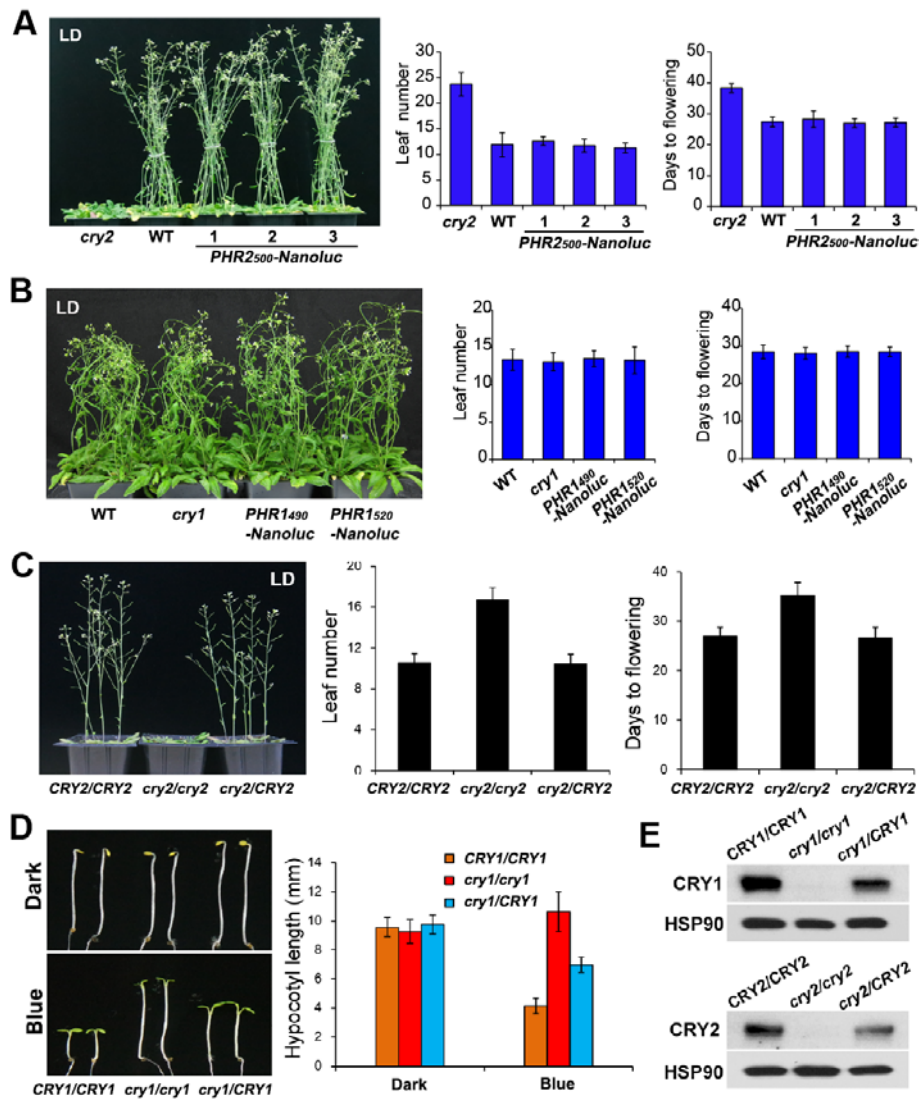 A
LD
cry2 WT 1 2 3
PHR2500-Nanoluc
Leaf number
30
25
20
15
10
5
0
cry2 WT 1 2 3
PHR2500-Nanoluc
Days to flowering
50
40
30
20
10
0
cry2 WT 1 2 3
PHR2500-Nanoluc
B
LD
WT cry1 PHR1490 PHR1520
-Nanoluc -Nanoluc
Leaf number
20
15
10
5
0
WT
cry1
PHR1490
-Nanoluc
PHR1520
-Nanoluc
Days to flowering
40
30
20
10
0
WT
cry1
PHR1490
-Nanoluc
PHR1520
-Nanoluc
C
LD
CRY2/CRY2 cry2/cry2 cry2/CRY2
Leaf number
20
16
12
8
4
0
CRY2/CRY2 cry2/cry2 cry2/CRY2
Days to flowering
40
30
20
10
0
CRY2/CRY2 cry2/cry2 cry2/CRY2
D
Dark
Blue
CRY1/CRY1 cry1/cry1 cry1/CRY1
Hypocotyl length (mm)
14
12
10
8
6
4
2
0
CRY1/CRY1
cry1/cry1
cry1/CRY1
Dark Blue
E
CRY1/CRY1 cry1/cry1 cry1/CRY1
CRY1
HSP90
CRY2/CRY2 cry2/cry2 cry2/CRY2
CRY2
HSP90